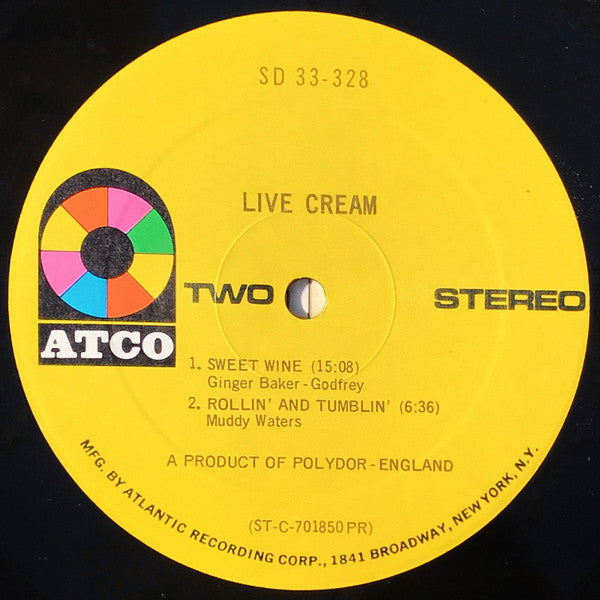 SD 33-328
LIVE CREAM
TWO
STEREO
ATCO
1. SWEET WINE (15:08)
Ginger Baker-Godfrey
2. ROLLIN' AND TUMBLIN' (6:36)
Muddy Waters
A PRODUCT OF POLYDOR-ENGLAND
(ST-C-701850PR)
MFG. BY ATLANTIC RECORDING CORP., 1841 BROADWAY, NEW YORK, N.Y.